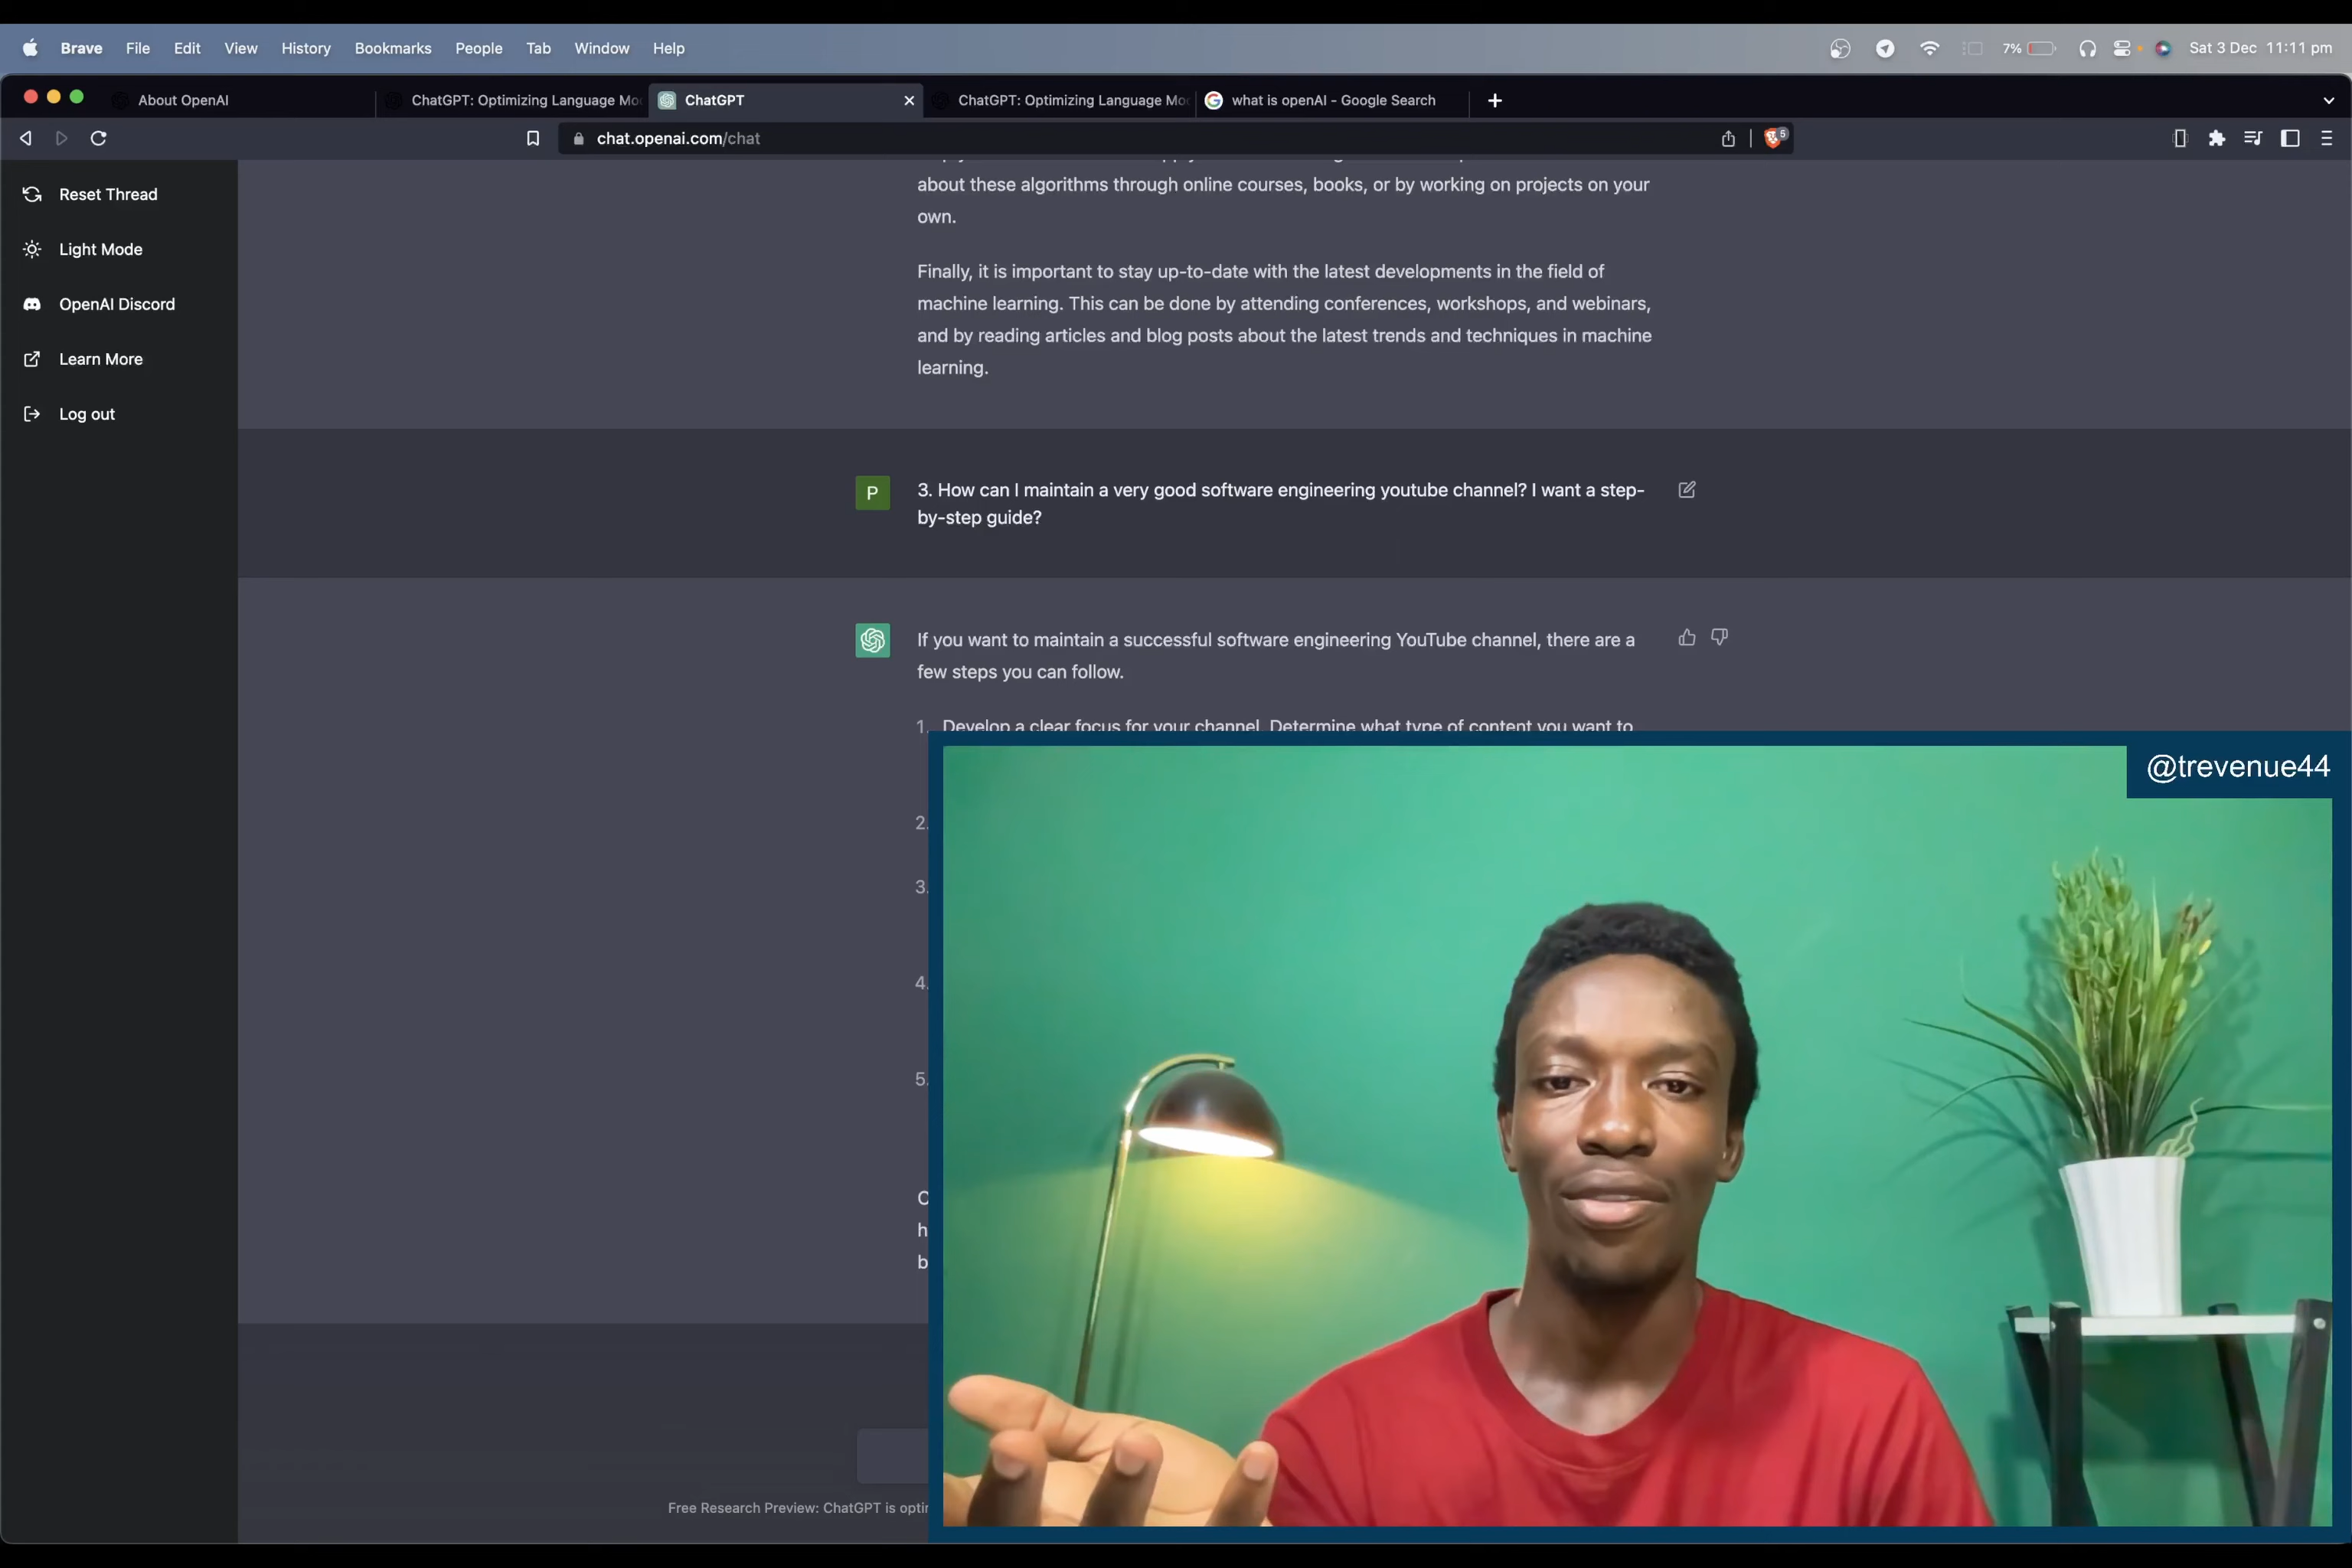 Brave File Edit View History Bookmarks People Tab Window Help 7% Sat 3 Dec 11:11 pm
About OpenAI ChatGPT: Optimizing Language Mo ChatGPT ChatGPT: Optimizing Language Mo what is openAI - Google Search
chat.openai.com/chat 5
Reset Thread
Light Mode
OpenAI Discord
Learn More
Log out
about these algorithms through online courses, books, or by working on projects on your
own.
Finally, it is important to stay up-to-date with the latest developments in the field of
machine learning. This can be done by attending conferences, workshops, and webinars,
and by reading articles and blog posts about the latest trends and techniques in machine
learning.
P
3. How can I maintain a very good software engineering youtube channel? I want a step-
by-step guide?
If you want to maintain a successful software engineering YouTube channel, there are a
few steps you can follow.
1. Develop a clear focus for your channel. Determine what type of content you want to
@trevenue44
2.
3.
4.
5.
h
b
Free Research Preview: ChatGPT is